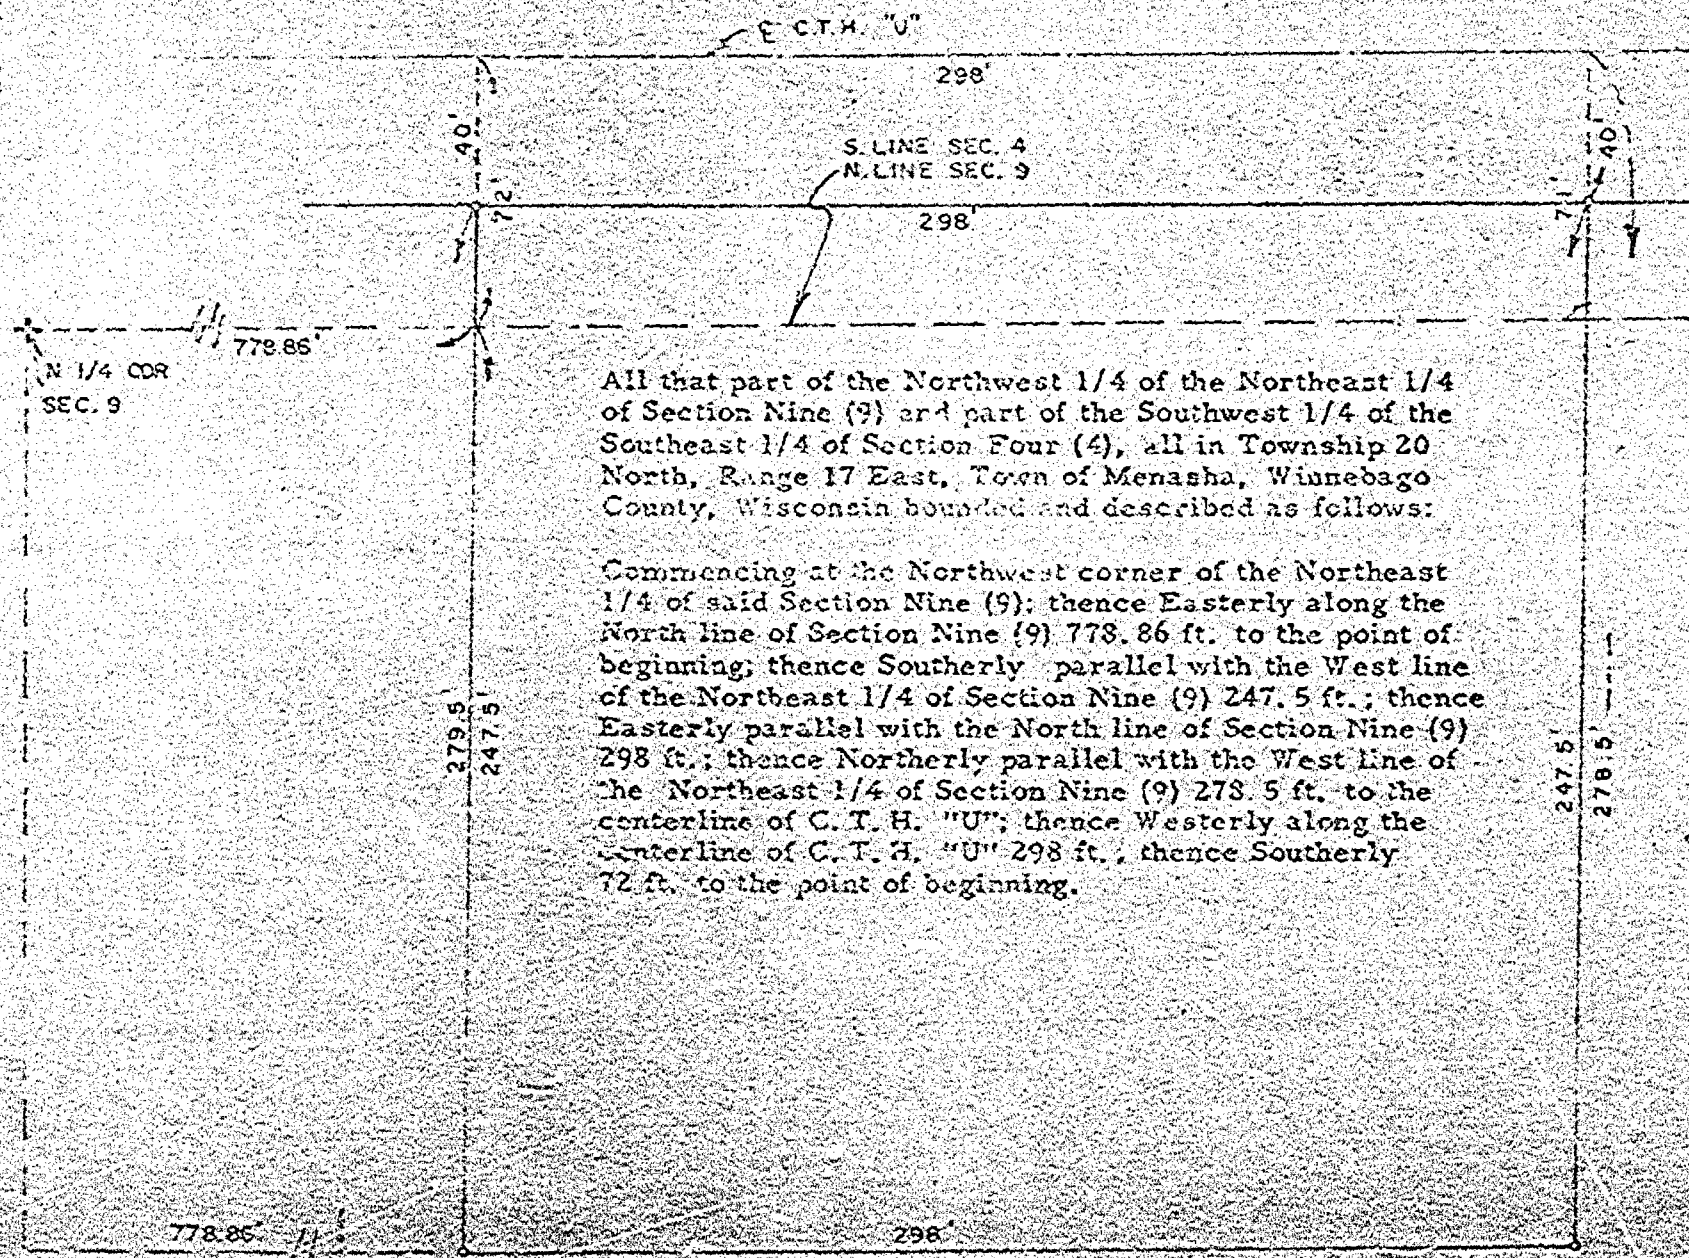 ℄ C.T.H. "U"
298'
40'
40'
S. LINE SEC. 4
N. LINE SEC. 9
72'
71'
298'
778.86'
N 1/4 COR
SEC. 9
All that part of the Northwest 1/4 of the Northeast 1/4
of Section Nine (9) and part of the Southwest 1/4 of the
Southeast 1/4 of Section Four (4), all in Township 20
North, Range 17 East, Town of Menasha, Winnebago
County, Wisconsin bounded and described as follows:
Commencing at the Northwest corner of the Northeast
1/4 of said Section Nine (9); thence Easterly along the
North line of Section Nine (9) 778.86 ft. to the point of
beginning; thence Southerly parallel with the West line
of the Northeast 1/4 of Section Nine (9) 247.5 ft.; thence
Easterly parallel with the North line of Section Nine (9)
298 ft.; thence Northerly parallel with the West line of
the Northeast 1/4 of Section Nine (9) 278.5 ft. to the
centerline of C. T. H. "U"; thence Westerly along the
centerline of C. T. H. "U" 298 ft.; thence Southerly
72 ft. to the point of beginning.
279.5'
247.5'
247.5'
278.5'
778.86'
298'